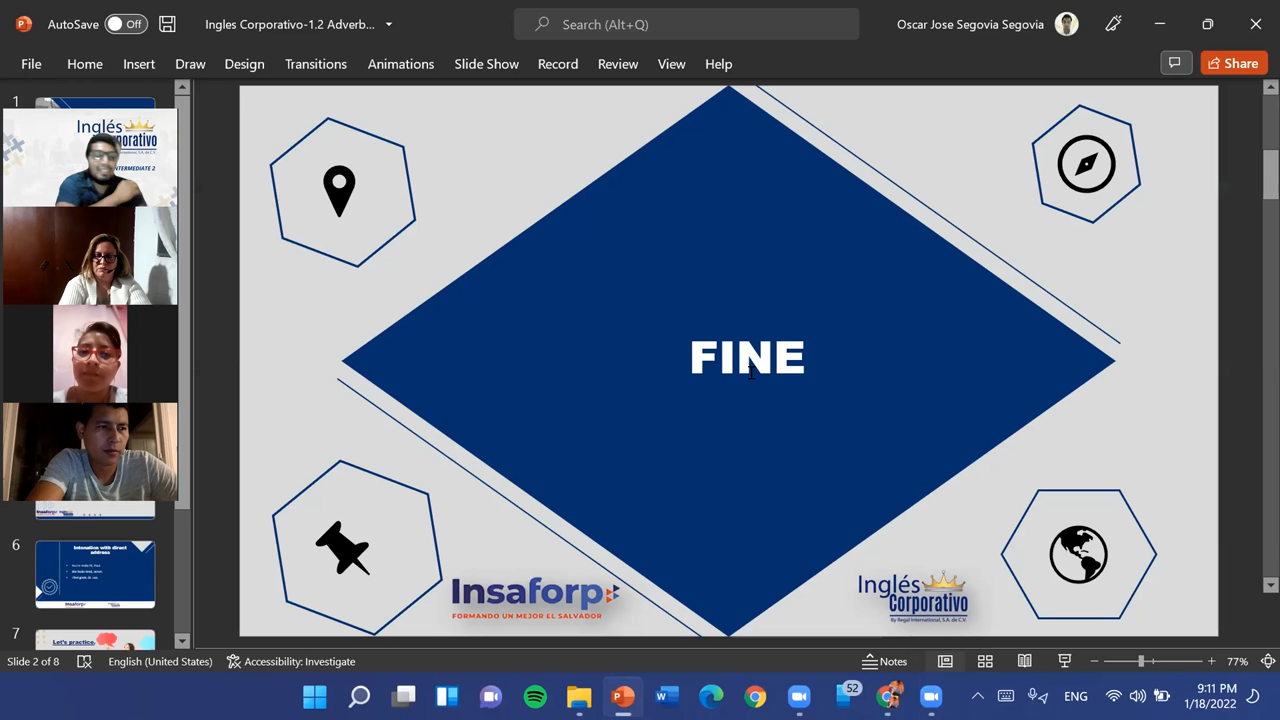 AutoSave
Off
Ingles Corporativo-1.2 Adverb...
Search (Alt+Q)
Oscar Jose Segovia Segovia
File
Home
Insert
Draw
Design
Transitions
Animations
Slide Show
Record
Review
View
Help
Share
1
Inglés
Corporativo
INTERMEDIATE 2
6
Intonation with direct
address
7
Let's practice.
FINE
Insaforp
FORMANDO UN MEJOR EL SALVADOR
Inglés
Corporativo
By Regal International, S.A. de C.V.
Slide 2 of 8
English (United States)
Accessibility: Investigate
Notes
77%
52
ENG
9:11 PM
1/18/2022